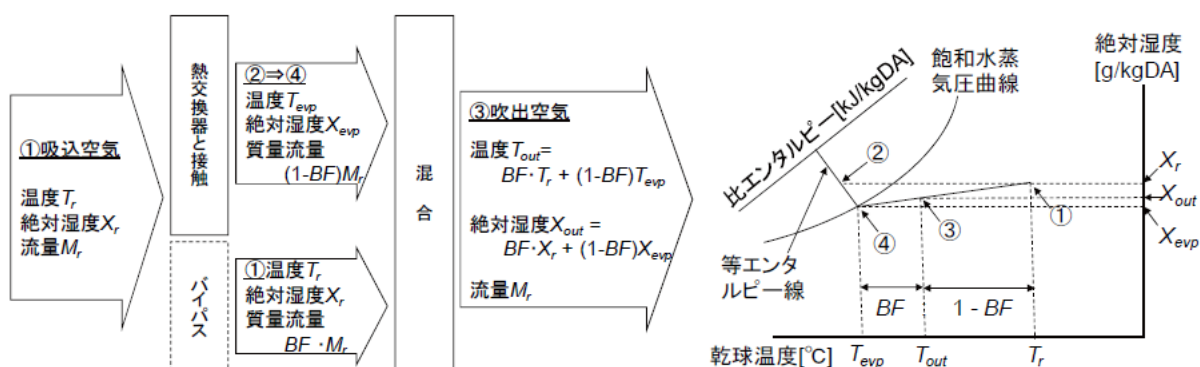 ①吸込空気
温度Tr
絶対湿度Xr
流量Mr
熱交換器と接触
バイパス
②⇒④
温度Tevp
絶対湿度Xevp
質量流量
(1-BF)Mr
①温度Tr
絶対湿度Xr
質量流量
BF・Mr
混合
③吹出空気
温度Tout=
BF・Tr + (1-BF)Tevp
絶対湿度Xout=
BF・Xr + (1-BF)Xevp
流量Mr
比エンタルピー[kJ/kgDA]
飽和水蒸
気圧曲線
絶対湿度
[g/kgDA]
②
①
④
③
Xr
Xout
Xevp
等エンタ
ルピー線
BF
1 - BF
乾球温度[℃]
Tevp
Tout
Tr